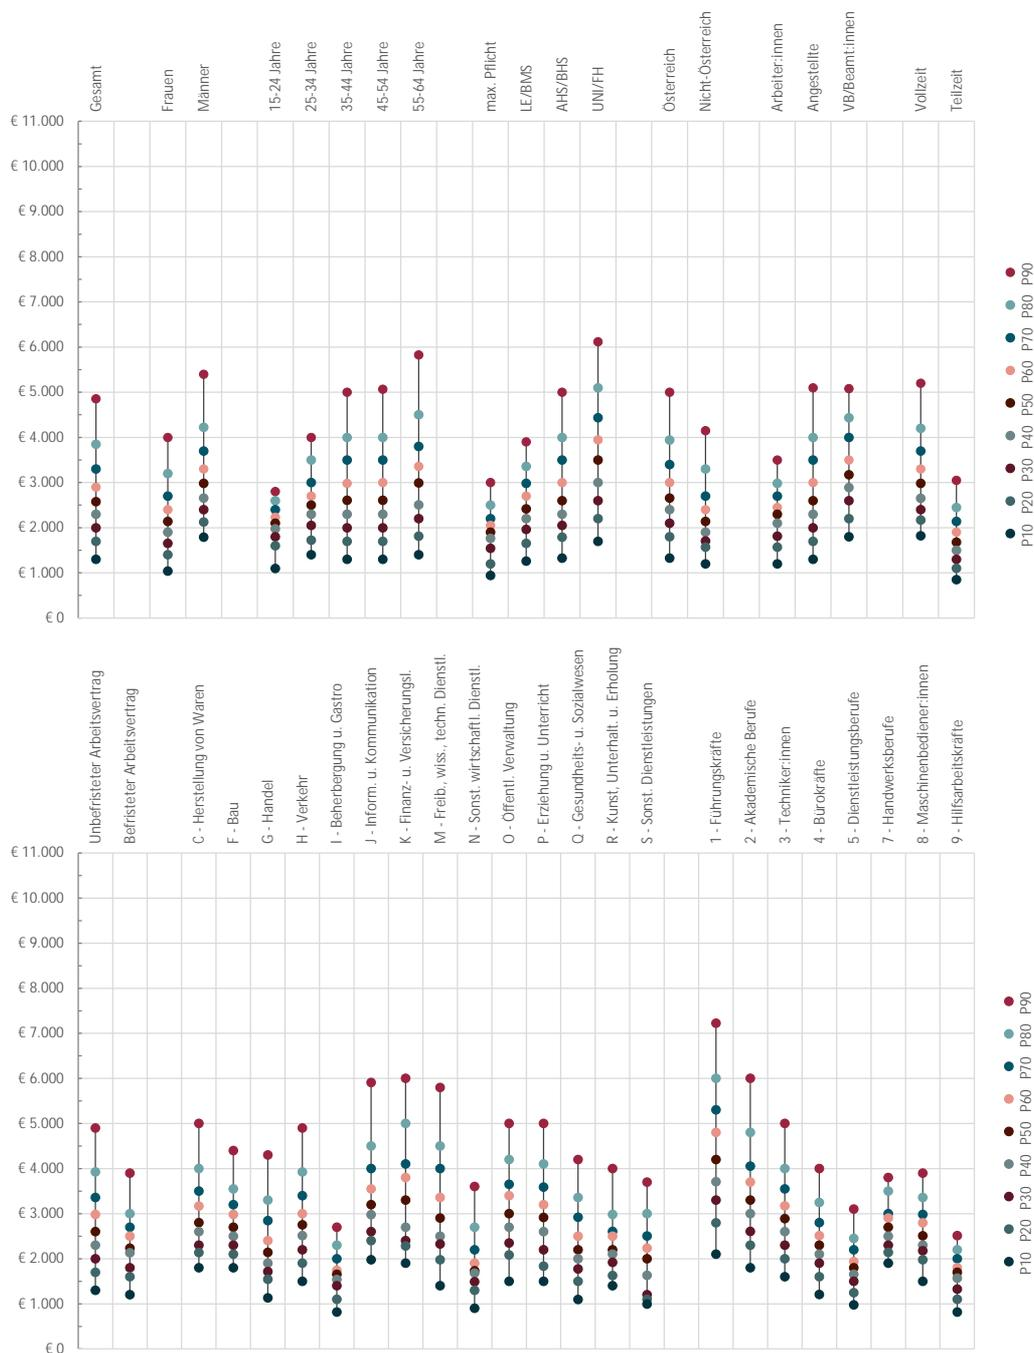 Gesamt
Frauen
Männer
15-24 Jahre
25-34 Jahre
35-44 Jahre
45-54 Jahre
55-64 Jahre
max. Pflicht
LE/BMS
AHS/BHS
UNI/FH
Österreich
Nicht-Österreich
Arbeiter:innen
Angestellte
VB/Beamt:innen
Vollzeit
Teilzeit
€ 11.000
€ 10.000
€ 9.000
€ 8.000
€ 7.000
€ 6.000
€ 5.000
€ 4.000
€ 3.000
€ 2.000
€ 1.000
€ 0
P90
P80
P70
P60
P50
P40
P30
P20
P10
Unbefristeter Arbeitsvertrag
Befristeter Arbeitsvertrag
C - Herstellung von Waren
F - Bau
G - Handel
H - Verkehr
I - Beherbergung u. Gastro
J - Inform. u. Kommunikation
K - Finanz- u. Versicherungsl.
M - Freib., wiss., techn. Dienstl.
N - Sonst. wirtschaftl. Dienstl.
O - Öffentl. Verwaltung
P - Erziehung u. Unterricht
Q - Gesundheits- u. Sozialwesen
R - Kunst, Unterhalt. u. Erholung
S - Sonst. Dienstleistungen
1 - Führungskräfte
2 - Akademische Berufe
3 - Techniker:innen
4 - Bürokräfte
5 - Dienstleistungsberufe
7 - Handwerksberufe
8 - Maschinenbediener:innen
9 - Hilfsarbeitskräfte
€ 11.000
€ 10.000
€ 9.000
€ 8.000
€ 7.000
€ 6.000
€ 5.000
€ 4.000
€ 3.000
€ 2.000
€ 1.000
€ 0
P90
P80
P70
P60
P50
P40
P30
P20
P10